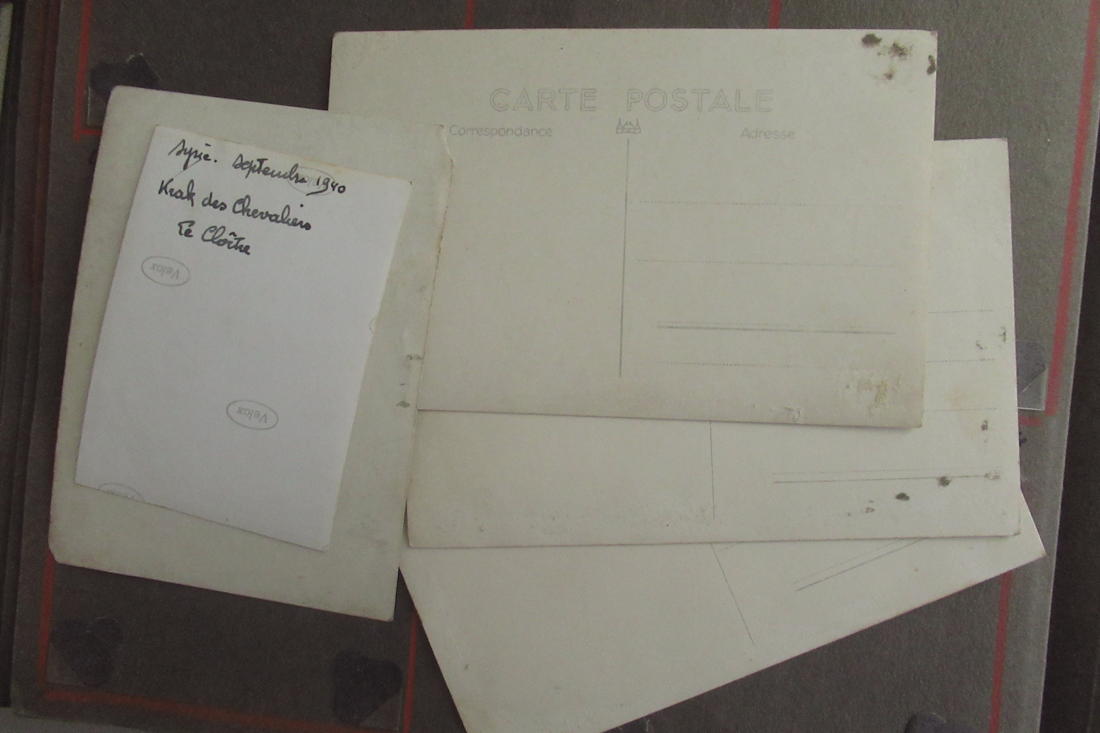 Syrie. septembre 1940
Krak des Chevaliers
Le Cloître
Velox
Velox
CARTE POSTALE
Correspondance
Adresse